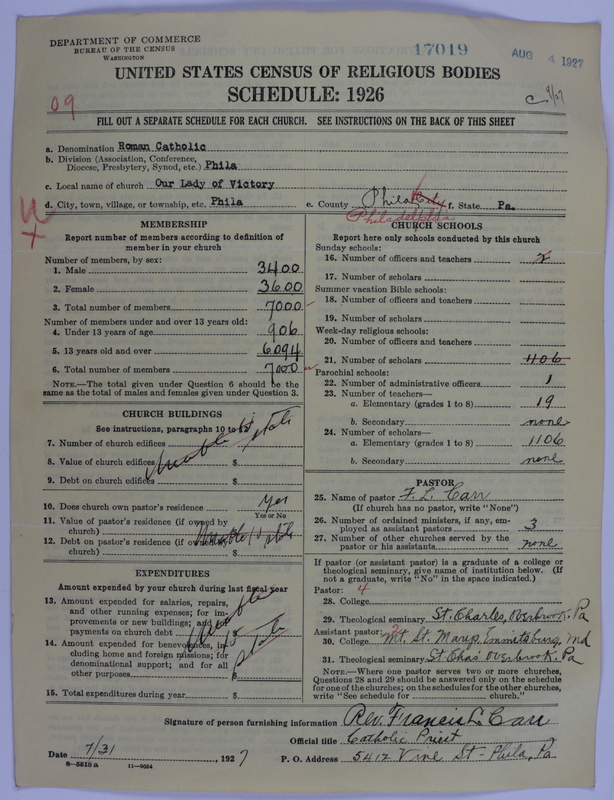 DEPARTMENT OF COMMERCE
BUREAU OF THE CENSUS
WASHINGTON
17019
AUG 4 1927
UNITED STATES CENSUS OF RELIGIOUS BODIES
SCHEDULE: 1926
09
c 9/27
FILL OUT A SEPARATE SCHEDULE FOR EACH CHURCH. SEE INSTRUCTIONS ON THE BACK OF THIS SHEET
a. Denomination Roman Catholic
b. Division (Association, Conference,
Diocese, Presbytery, Synod, etc.) Phila
c. Local name of church Our Lady of Victory
d. City, town, village, or township, etc. Phila
e. County Phila
Philadelphia
f. State Pa.
MEMBERSHIP
Report number of members according to definition of
member in your church
Number of members, by sex:
1. Male 3400
2. Female 3600
3. Total number of members 7000
Number of members under and over 13 years old:
4. Under 13 years of age 906
5. 13 years old and over 6094
6. Total number of members 7000
NOTE.—The total given under Question 6 should be the
same as the total of males and females given under Question 3.
CHURCH BUILDINGS
See instructions, paragraphs 10 to 12
7. Number of church edifices
8. Value of church edifices $
9. Debt on church edifices $
Unable to state
10. Does church own pastor's residence yes
Yes or No
11. Value of pastor's residence (if owned by
church) $
12. Debt on pastor's residence (if owned by
church) $
Unable to state
EXPENDITURES
Amount expended by your church during last fiscal year
13. Amount expended for salaries, repairs,
and other running expenses; for im-
provements or new buildings; and for
payments on church debt $
14. Amount expended for benevolences, in-
cluding home and foreign missions; for
denominational support; and for all
other purposes $
Unable to state
15. Total expenditures during year $
CHURCH SCHOOLS
Report here only schools conducted by this church
Sunday schools:
16. Number of officers and teachers
17. Number of scholars
Summer vacation Bible schools:
18. Number of officers and teachers
19. Number of scholars
Week-day religious schools:
20. Number of officers and teachers
21. Number of scholars 1106
Parochial schools:
22. Number of administrative officers 1
23. Number of teachers—
a. Elementary (grades 1 to 8) 19
b. Secondary none
24. Number of scholars—
a. Elementary (grades 1 to 8) 1106
b. Secondary none
PASTOR
25. Name of pastor F. L. Carr
(If church has no pastor, write "None")
26. Number of ordained ministers, if any, em-
ployed as assistant pastors 3
27. Number of other churches served by the
pastor or his assistants none
If pastor (or assistant pastor) is a graduate of a college or
theological seminary, give name of institution below. (If
not a graduate, write "No" in the space indicated.)
Pastor: 4
28. College
29. Theological seminary St. Charles, Overbrook, Pa
Assistant pastor:
30. College Mt. St. Marys, Emmitsburg, Md
31. Theological seminary St. Chas' Overbrook, Pa
NOTE.—Where one pastor serves two or more churches,
Questions 28 and 29 should be answered only on the schedule
for one of the churches; on the schedules for the other churches,
write "See schedule for church."
Signature of person furnishing information Rev. Francis L. Carr
Official title Catholic Priest
Date 7/31, 1927
P. O. Address 5412 Vine St- Phila, Pa.
8-5518a 11-9084